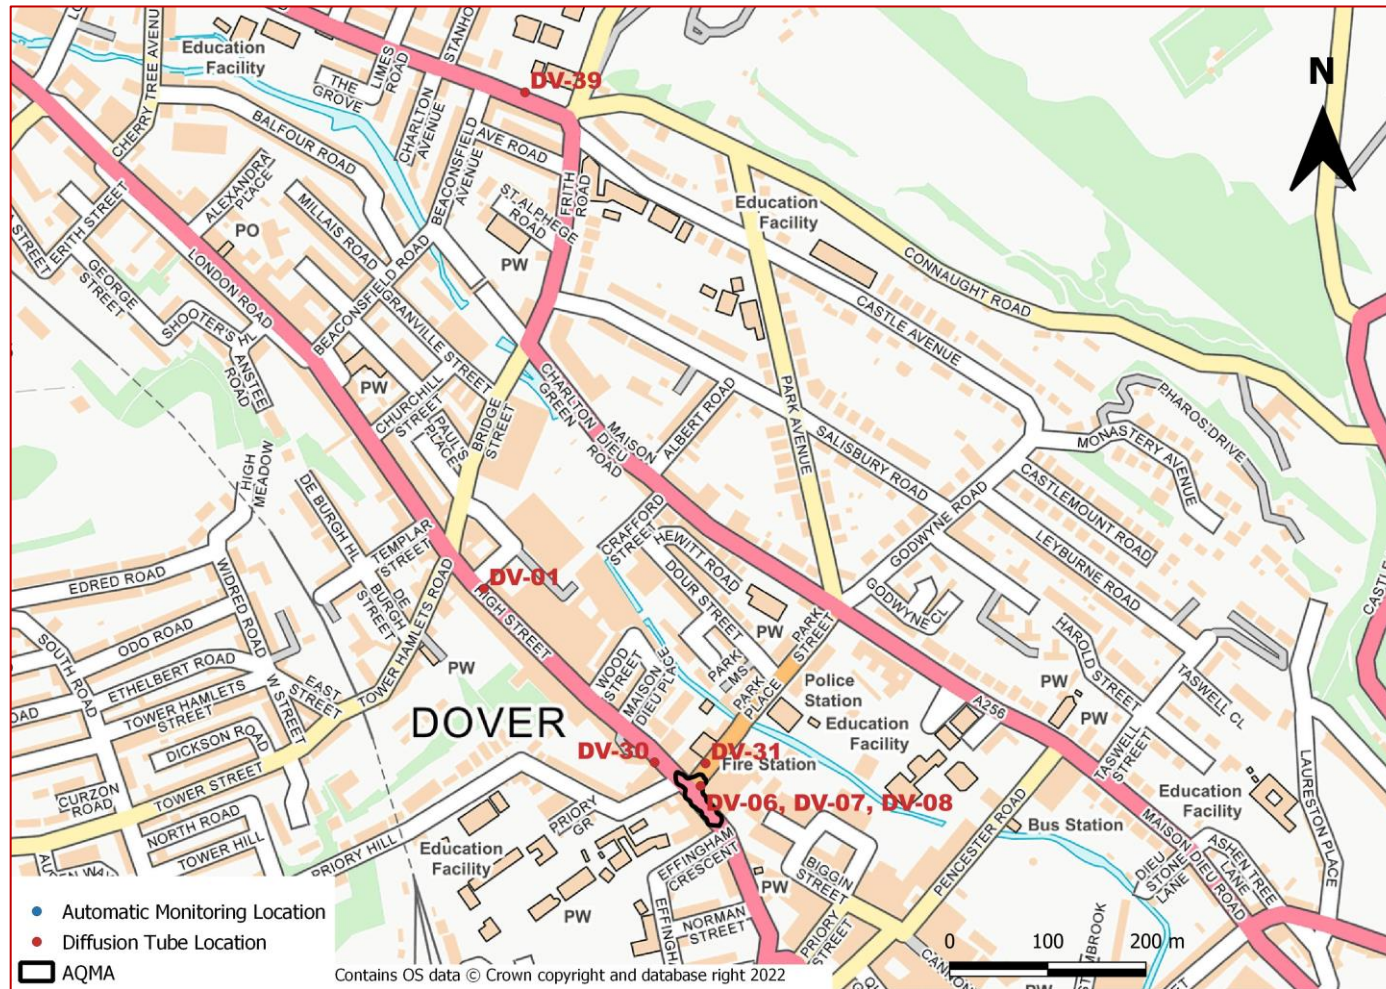 Education
Facility
CHERRY TREE AVENUE
THE
GROVE
LIMES
ROAD
STANHO
CHARLTON
AVENUE
BEACONSFIELD
AVENUE
DV-39
N
BALFOUR ROAD
AVE ROAD
FRITH
ROAD
ALEXANDRA
PLACE
ST ALPHEGE
ROAD
Education
Facility
STREET
ERITH STREET
PO
MILLAIS ROAD
PW
LONDON ROAD
GEORGE
STREET
BEACONSFIELD ROAD
GRANVILLE STREET
CONNAUGHT ROAD
CASTLE AVENUE
SHOOTER'S HL
ANSTEE
ROAD
PW
CHURCHILL
STREET
PAUL'S
PLACE
BRIDGE
STREET
CHARLTON
GREEN
MAISON
DIEU
ROAD
ALBERT ROAD
PARK AVENUE
SALISBURY ROAD
PHAROS DRIVE
MONASTERY AVENUE
CASTLE
HIGH
MEADOW
DE BURGH HL
TEMPLAR
STREET
CRAFFORD
STREET
HEWITT ROAD
GODWYNE ROAD
CASTLEMOUNT ROAD
LEYBURNE ROAD
EDRED ROAD
WIDRED ROAD
DE
BURGH
STREET
DV-01
HIGH STREET
DOUR STREET
GODWYNE
CL
ODO ROAD
SOUTH ROAD
ETHELBERT ROAD
TOWER HAMLETS
STREET
EAST
STREET
W STREET
TOWER HAMLETS ROAD
PW
WOOD
STREET
MAISON
DIEU PLACE
PARK
MS
PW
PARK
STREET
PARK
PLACE
Police
Station
HAROLD STREET
TASWELL CL
OAD
DICKSON ROAD
DOVER
Education
Facility
A256
PW
PW
TASWELL
STREET
LAURESTON PLACE
CURZON
ROAD
TOWER STREET
DV-30
DV-31
Fire Station
DV-06, DV-07, DV-08
NORTH ROAD
TOWER HILL
PRIORY HILL
PRIORY
GR
Education
Facility
EFFINGHAM
CRESCENT
Bus Station
PENCESTER ROAD
Education
Facility
MAISON DIEU ROAD
ASHEN TREE
LANE
DIEU
STONE
LANE
BIGGIN
STREET
PW
PW
EFFINGH
NORMAN
STREET
PRIORY
CANNON
PW
Automatic Monitoring Location
Diffusion Tube Location
AQMA
Contains OS data © Crown copyright and database right 2022
0 100 200 m